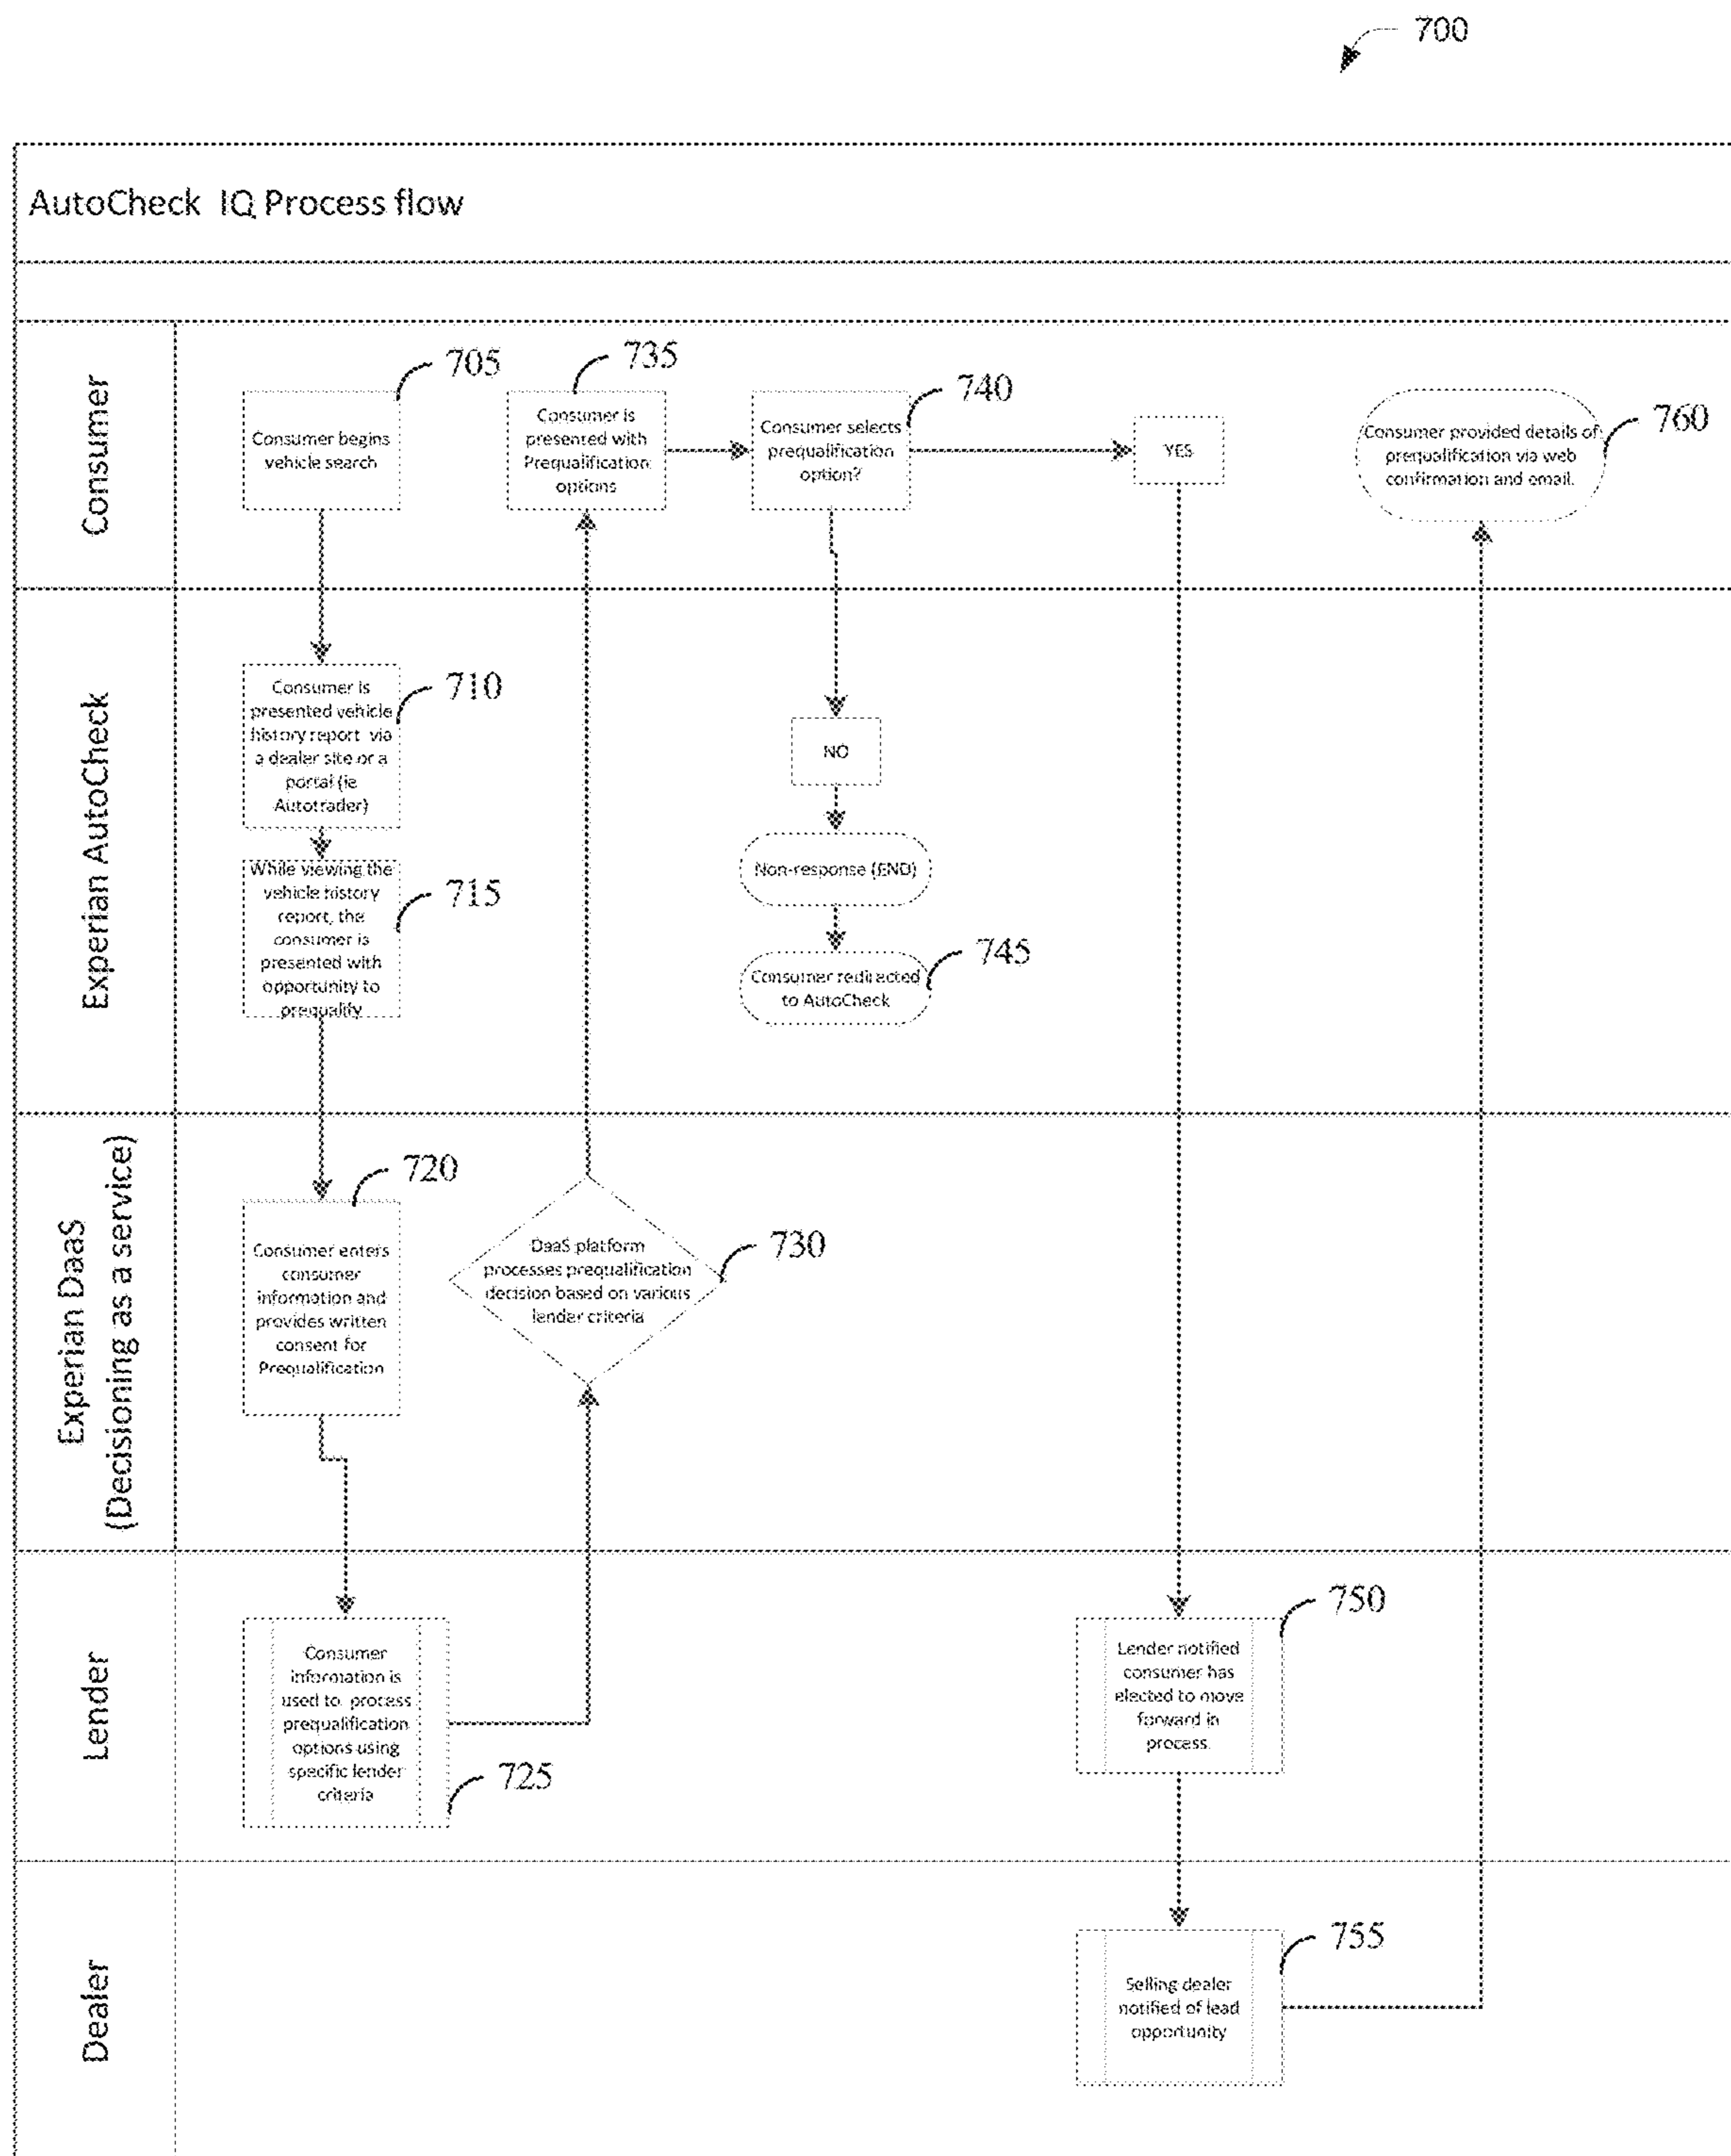 700
AutoCheck IQ Process flow
Consumer
705
Consumer begins
vehicle search
735
Consumer is
presented with
Prequalification
options
740
Consumer selects
prequalification
option?
YES
760
Consumer provided details of
prequalification via web
confirmation and email.
Experian AutoCheck
710
Consumer is
presented vehicle
history report via
a dealer site or a
portal (ie
Autotrader)
715
While viewing the
vehicle history
report, the
consumer is
presented with
opportunity to
prequalify
NO
Non-response (END)
745
Consumer redirected
to AutoCheck
Experian DaaS
(Decisioning as a service)
720
Consumer enters
consumer
information and
provides written
consent for
Prequalification
730
DaaS platform
processes prequalification
decision based on various
lender criteria
Lender
Consumer
information is
used to process
prequalification
options using
specific lender
criteria
725
750
Lender notified
consumer has
elected to move
forward in
process.
Dealer
755
Selling dealer
notified of lead
opportunity